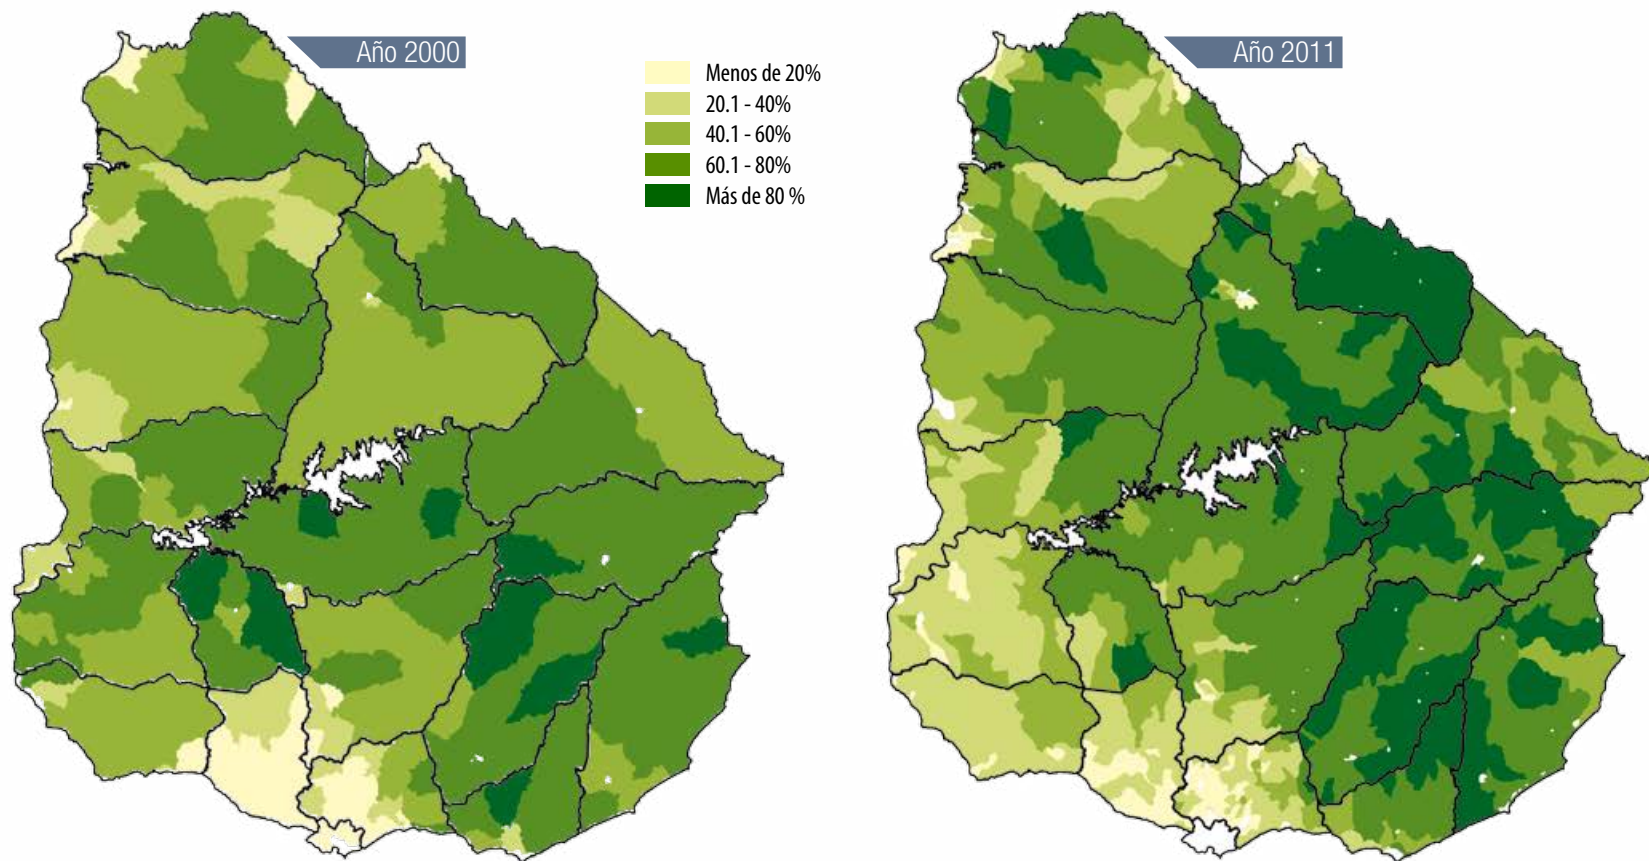 Año 2000
Menos de 20%
20.1 - 40%
40.1 - 60%
60.1 - 80%
Más de 80 %
Año 2011